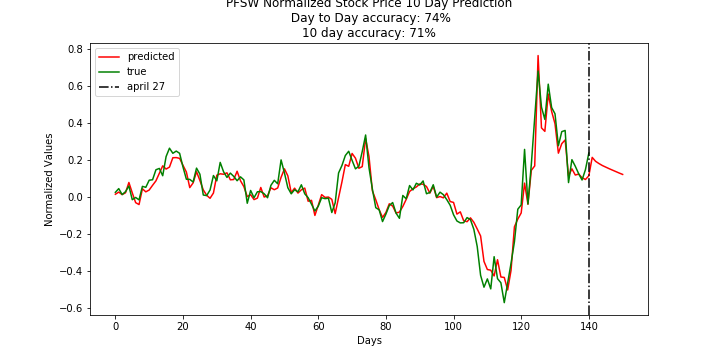 PFSW Normalized Stock Price 10 Day Prediction
Day to Day accuracy: 74%
10 day accuracy: 71%
predicted
true
april 27
Normalized Values
0.8
0.6
0.4
0.2
0.0
−0.2
−0.4
−0.6
0 20 40 60 80 100 120 140
Days